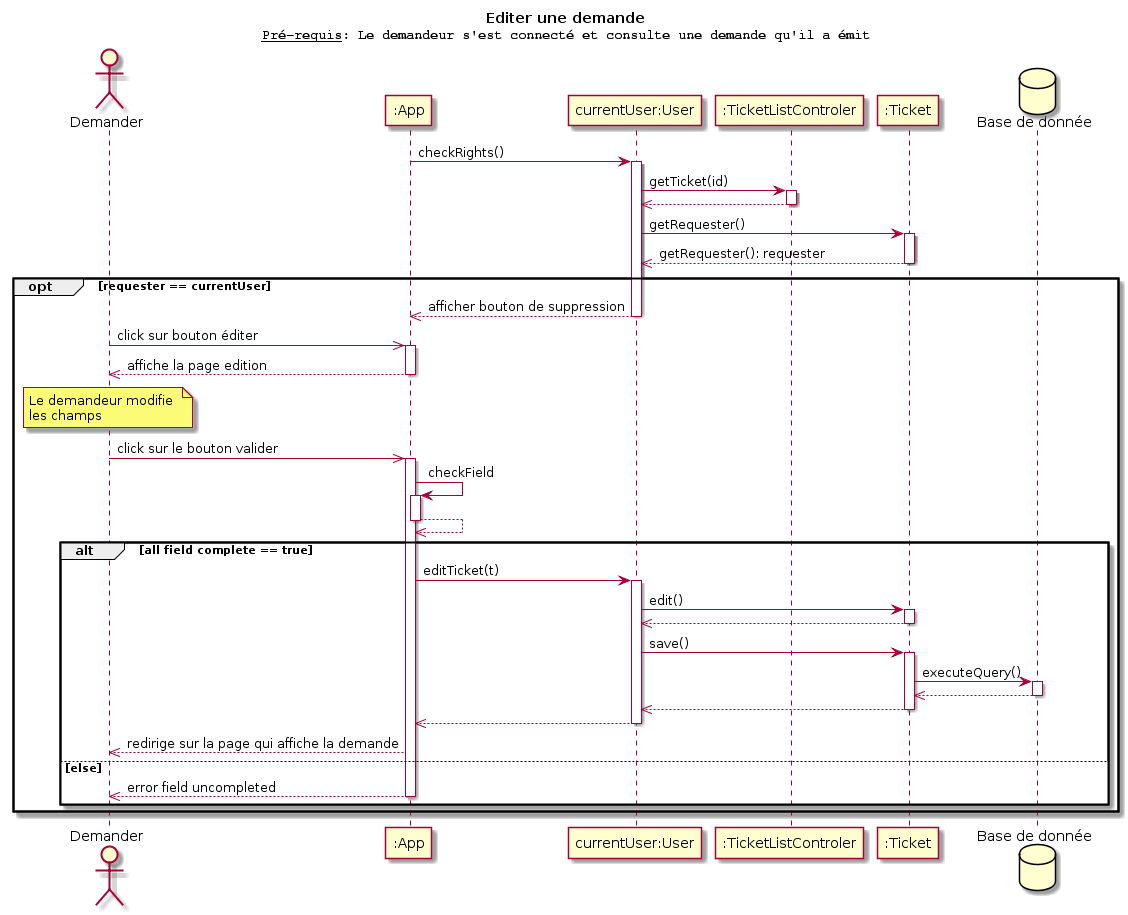 Editer une demande
Pré-requis: Le demandeur s'est connecté et consulte une demande qu'il a émit
Demander
:App
currentUser:User
:TicketListControler
:Ticket
Base de donnée
checkRights()
getTicket(id)
getRequester()
getRequester(): requester
opt
[requester == currentUser]
afficher bouton de suppression
click sur bouton éditer
affiche la page edition
Le demandeur modifie
les champs
click sur le bouton valider
checkField
alt
[all field complete == true]
editTicket(t)
edit()
save()
executeQuery()
redirige sur la page qui affiche la demande
[else]
error field uncompleted
Demander
:App
currentUser:User
:TicketListControler
:Ticket
Base de donnée